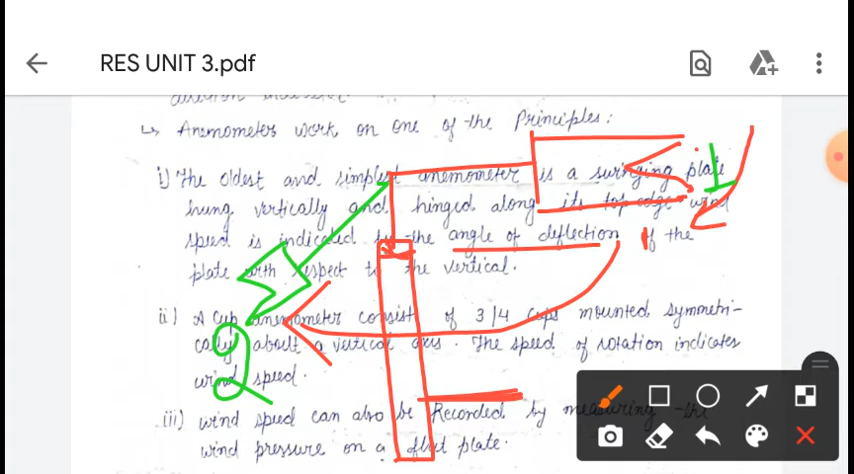 RES UNIT 3.pdf
↳ Anemometers work on one of the Principles:
i) The oldest and simplest anemometer is a swinging plate
hung vertically and hinged along its top edge wind
speed is indicated by the angle of deflection of the
plate with respect to the vertical.
ii) A cup anemometer consist of 3/4 cups mounted symmetri-
cally about a vertical axis. The speed of rotation indicates
wind speed.
iii) wind speed can also be Recorded by measuring the
wind pressure on a flat plate.